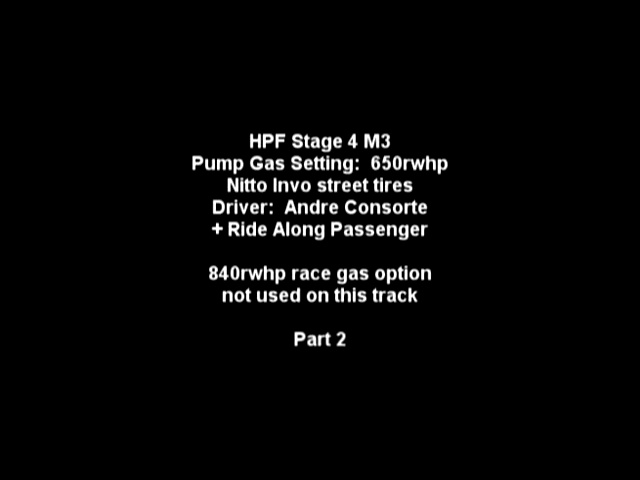 HPF Stage 4 M3
Pump Gas Setting:  650rwhp
Nitto Invo street tires
Driver:  Andre Consorte
+ Ride Along Passenger
840rwhp race gas option
not used on this track
Part 2